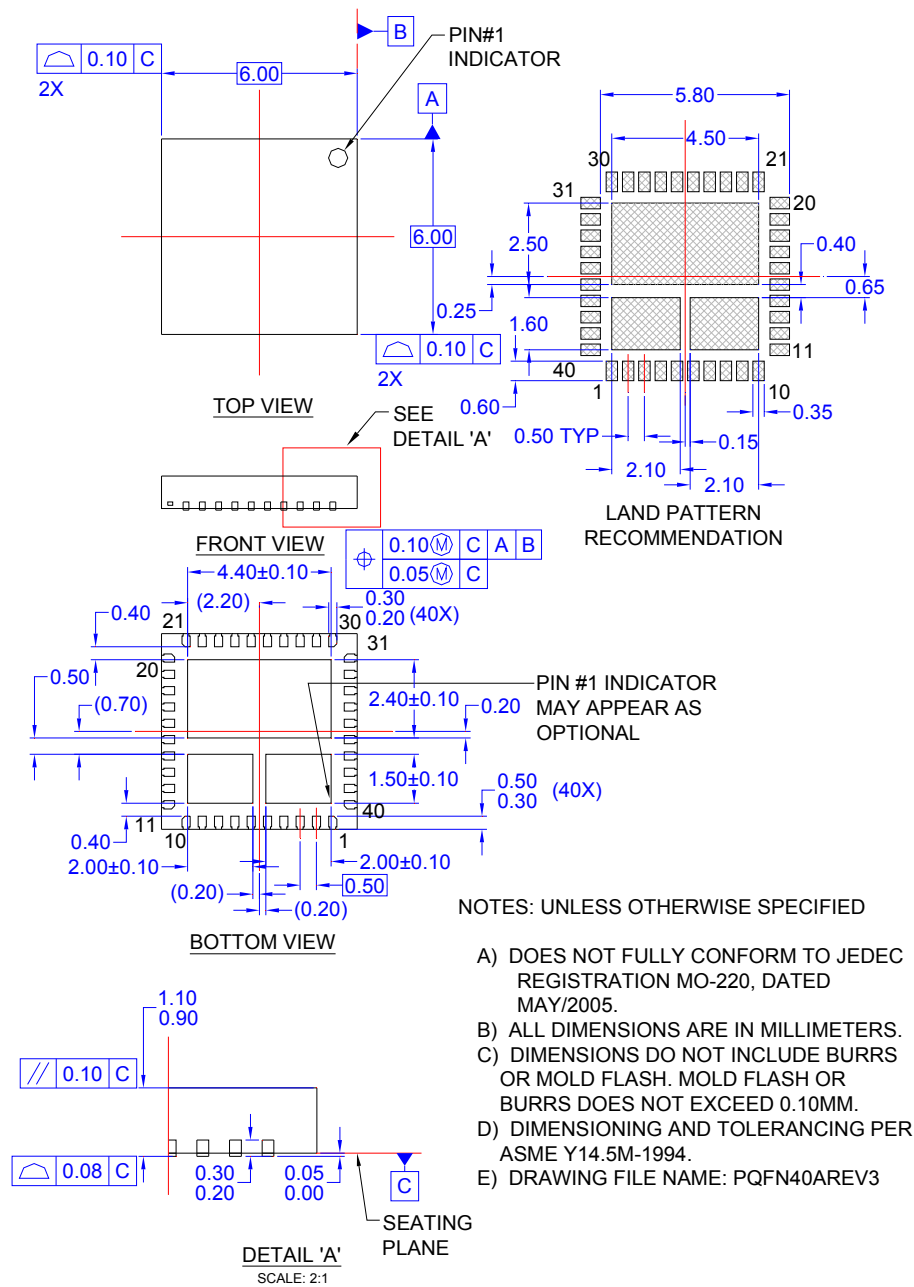 B
PIN#1
INDICATOR
0.10 C
2X
6.00
A
6.00
0.10 C
2X
TOP VIEW
5.80
4.50
30
21
31
20
2.50
0.40
0.65
0.25
1.60
40
11
1
10
0.60
0.35
0.50 TYP
0.15
2.10
2.10
LAND PATTERN
RECOMMENDATION
SEE
DETAIL 'A'
FRONT VIEW
0.10Ⓜ C A B
0.05Ⓜ C
4.40±0.10
(2.20)
0.40
0.30
0.20 (40X)
21
30
31
20
0.50
(0.70)
2.40±0.10
0.20
PIN #1 INDICATOR
MAY APPEAR AS
OPTIONAL
1.50±0.10
0.50
0.30 (40X)
40
11
10
1
0.40
2.00±0.10
2.00±0.10
(0.20)
0.50
(0.20)
BOTTOM VIEW
NOTES: UNLESS OTHERWISE SPECIFIED
A) DOES NOT FULLY CONFORM TO JEDEC
REGISTRATION MO-220, DATED
MAY/2005.
B) ALL DIMENSIONS ARE IN MILLIMETERS.
C) DIMENSIONS DO NOT INCLUDE BURRS
OR MOLD FLASH. MOLD FLASH OR
BURRS DOES NOT EXCEED 0.10MM.
D) DIMENSIONING AND TOLERANCING PER
ASME Y14.5M-1994.
E) DRAWING FILE NAME: PQFN40AREV3
1.10
0.90
// 0.10 C
0.08 C
0.30
0.20
0.05
0.00
C
SEATING
PLANE
DETAIL 'A'
SCALE: 2:1